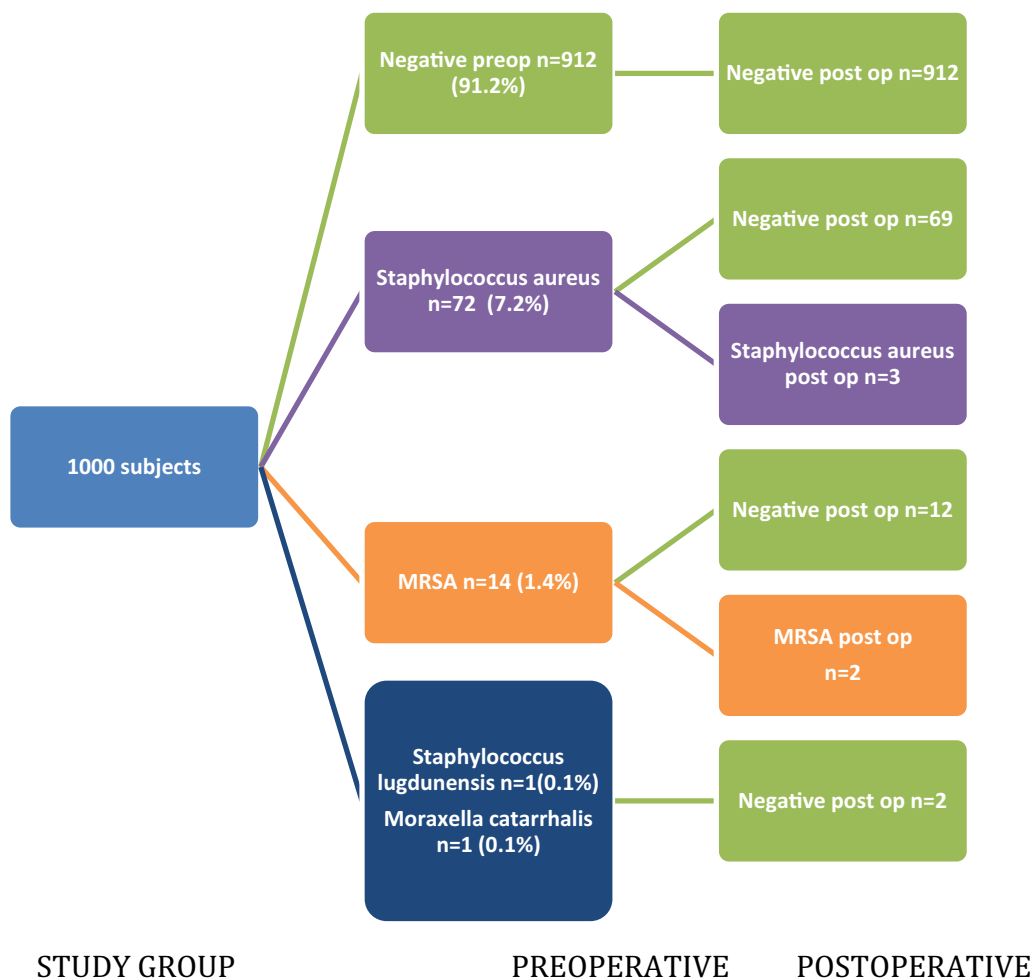 1000 subjects
Negative preop n=912
(91.2%)
Staphylococcus aureus
n=72  (7.2%)
MRSA n=14 (1.4%)
Staphylococcus
lugdunensis n=1(0.1%)
Moraxella catarrhalis
n=1 (0.1%)
Negative post op n=912
Negative post op n=69
Staphylococcus aureus
post op n=3
Negative post op n=12
MRSA post op
n=2
Negative post op n=2
STUDY GROUP
PREOPERATIVE
POSTOPERATIVE